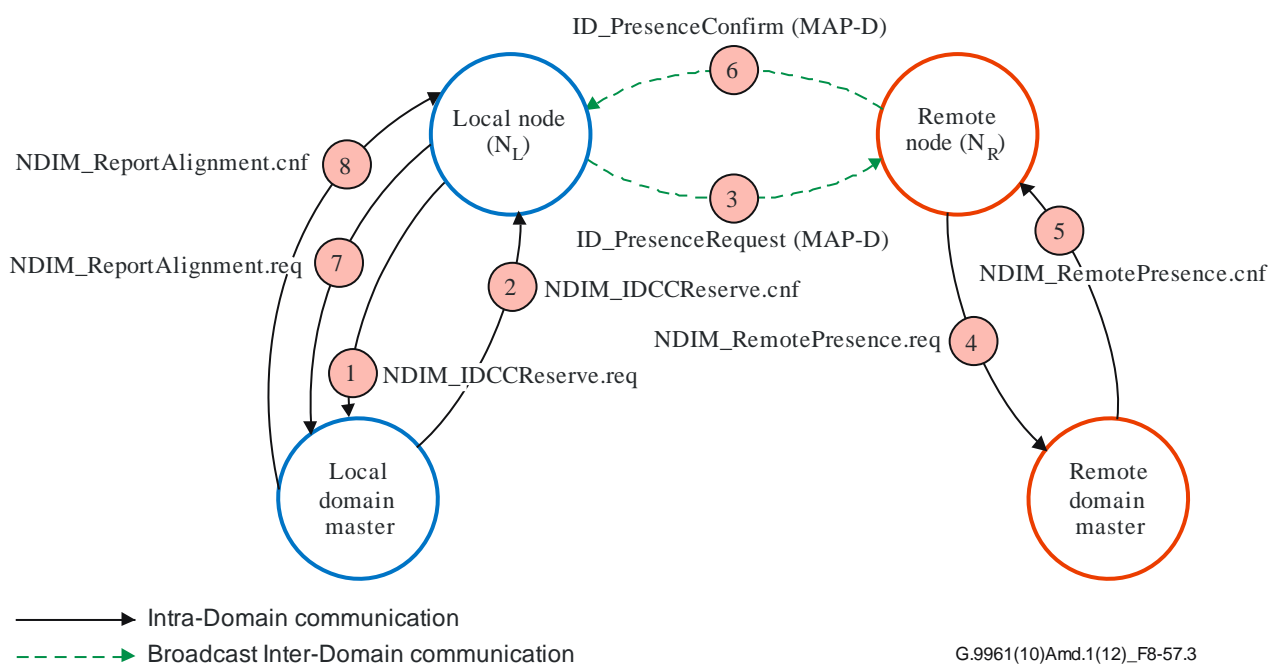 ID_PresenceConfirm (MAP-D)
6
Local node
(NL)
Remote
node (NR)
8
NDIM_ReportAlignment.cnf
3
ID_PresenceRequest (MAP-D)
5
NDIM_ReportAlignment.req
7
NDIM_RemotePresence.cnf
2
NDIM_IDCCReserve.cnf
NDIM_RemotePresence.req
4
1
NDIM_IDCCReserve.req
Local
domain
master
Remote
domain
master
Intra-Domain communication
Broadcast Inter-Domain communication
G.9961(10)Amd.1(12)_F8-57.3